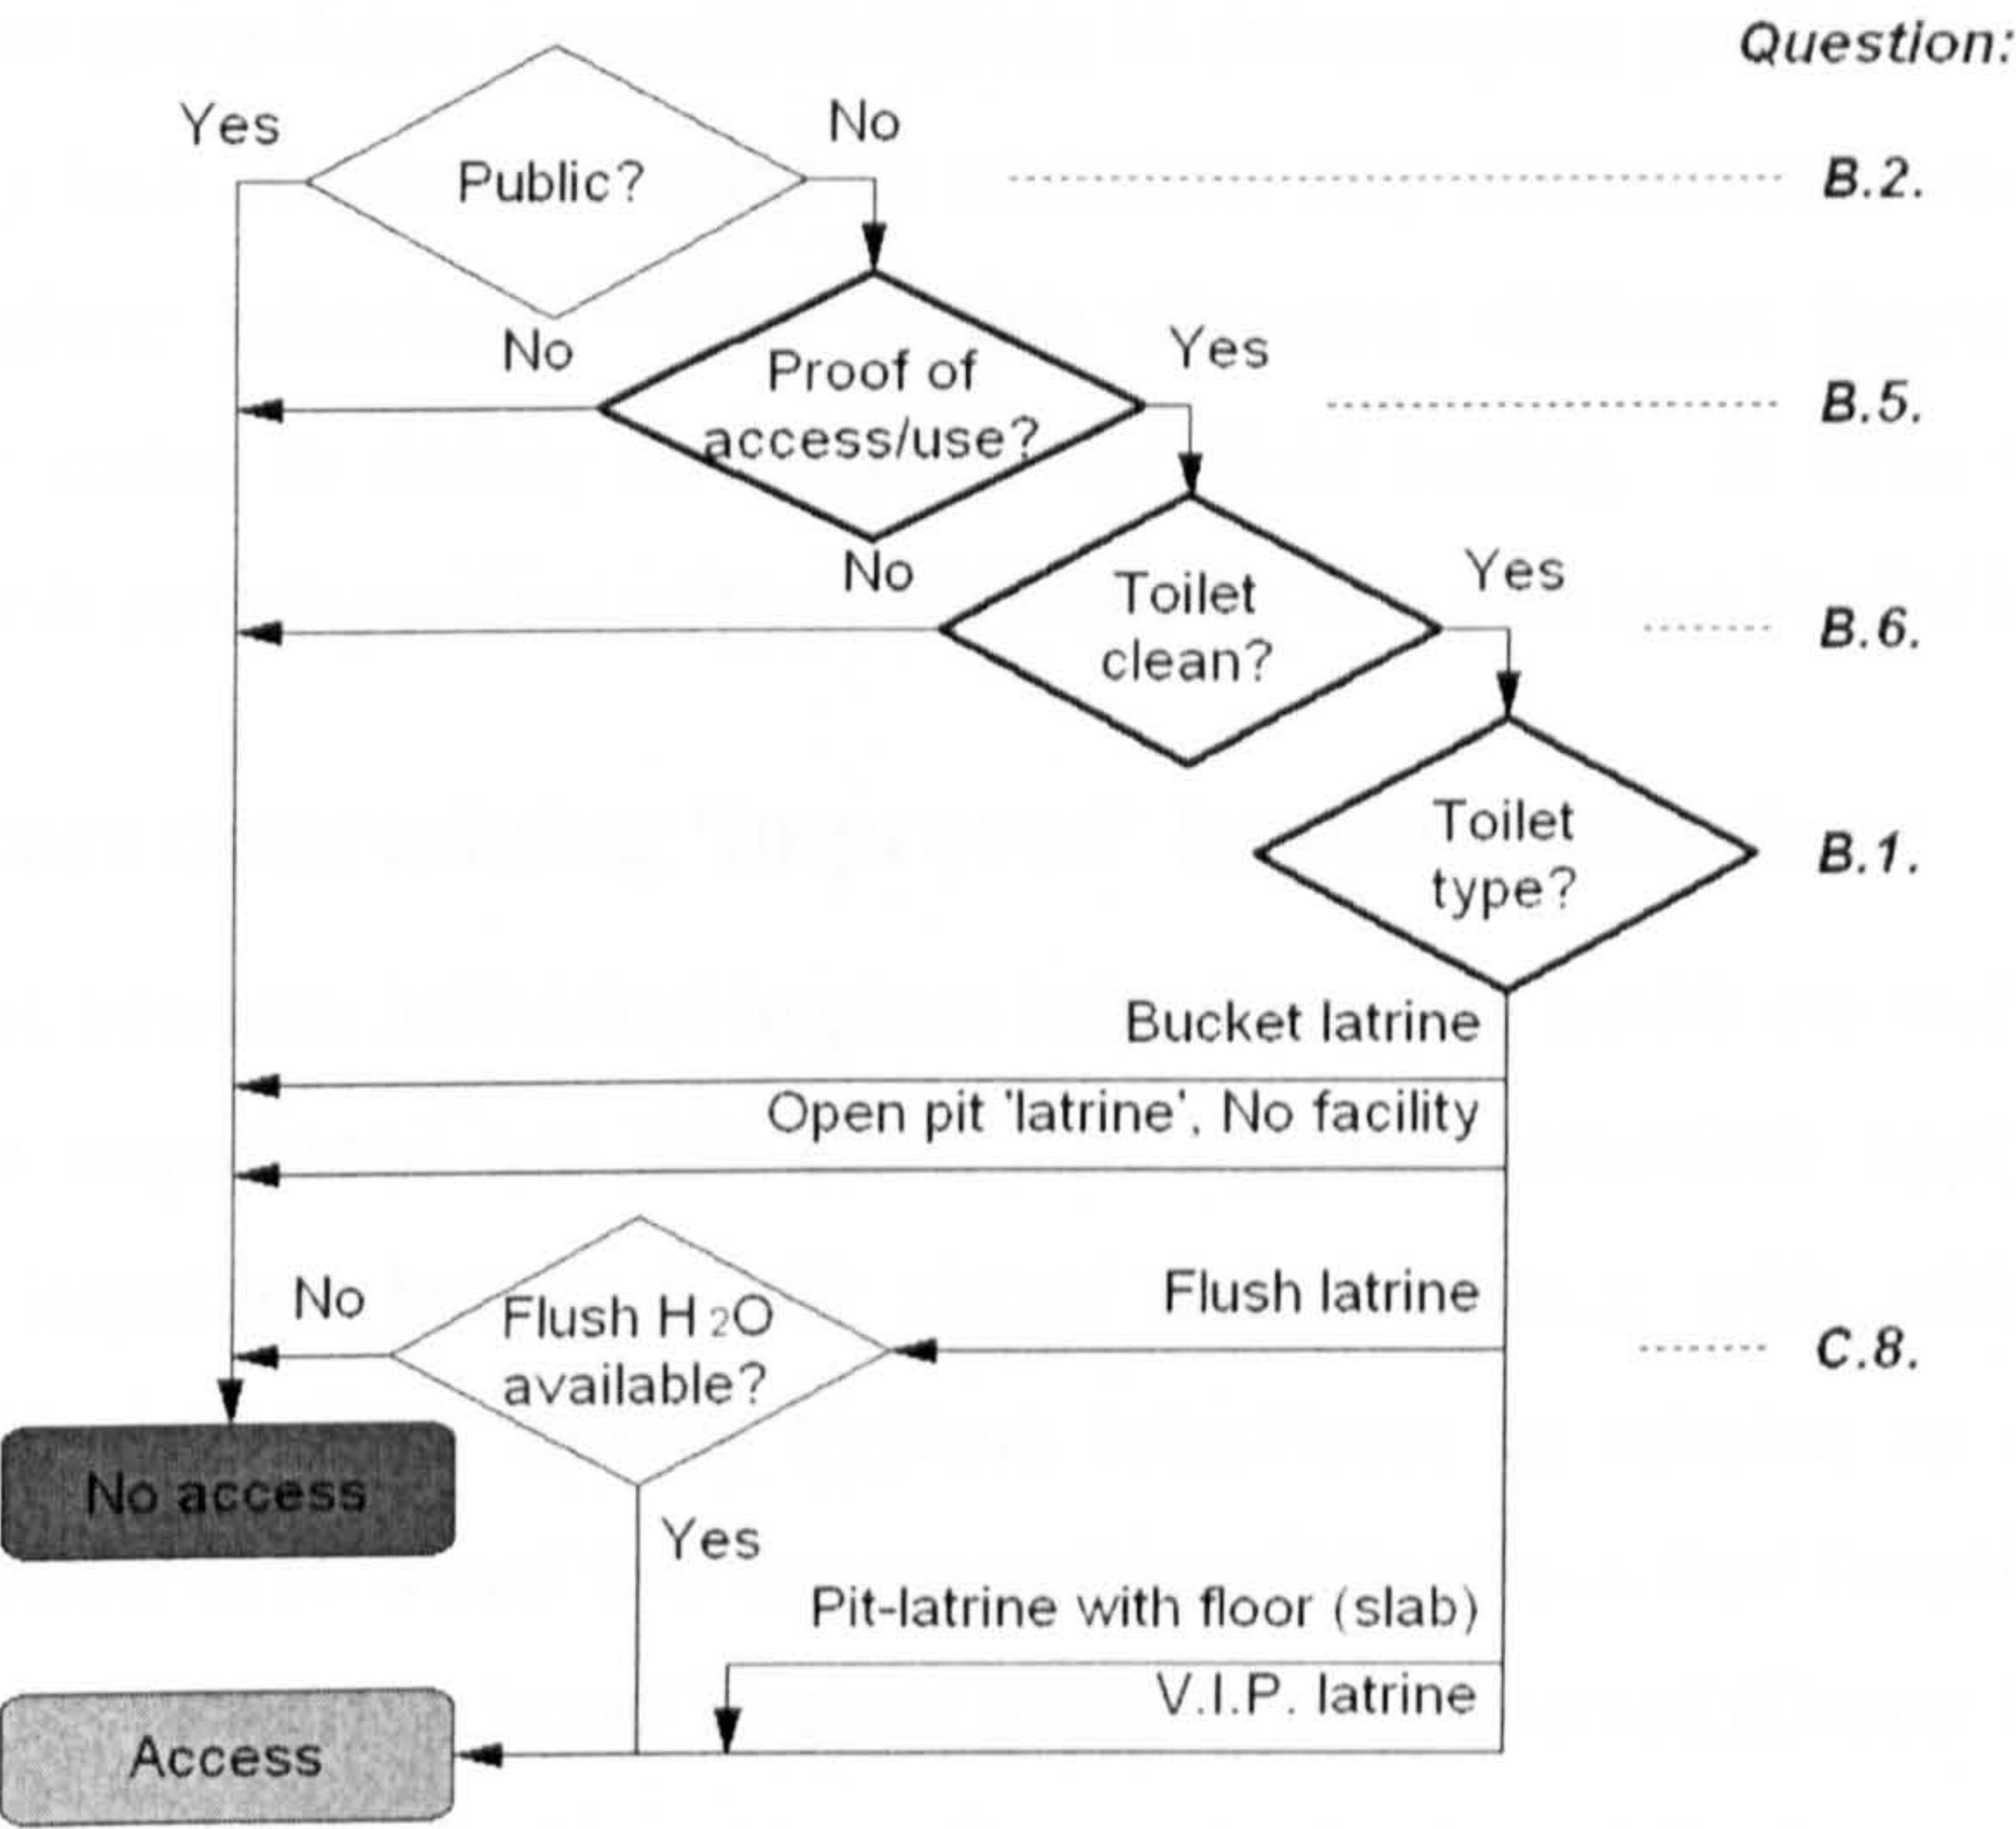 Question:
Yes
No
Public?
B.2.
No
Proof of
access/use?
Yes
B.5.
No
Toilet
clean?
Yes
B.6.
Toilet
type?
B.1.
Bucket latrine
Open pit 'latrine', No facility
No
Flush H2O
available?
Flush latrine
C.8.
No access
Yes
Pit-latrine with floor (slab)
V.I.P. latrine
Access